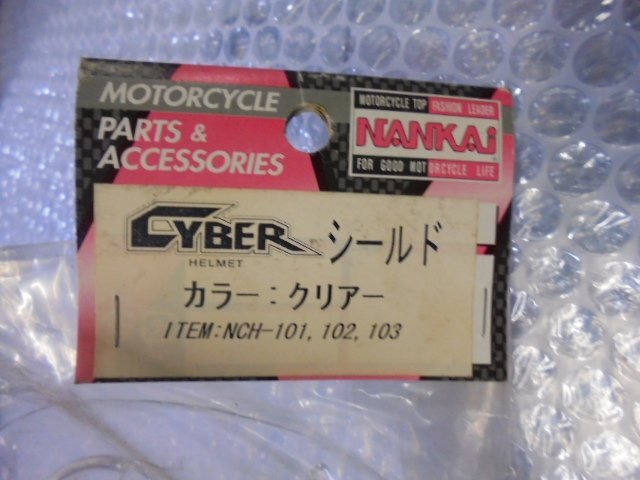 MOTORCYCLE
PARTS &
ACCESSORIES
MOTORCYCLE TOP FASHION LEADER
NANKAi
FOR GOOD MOTORCYCLE LIFE
CYBER シールド
HELMET
カラー：クリアー
ITEM:NCH-101, 102, 103